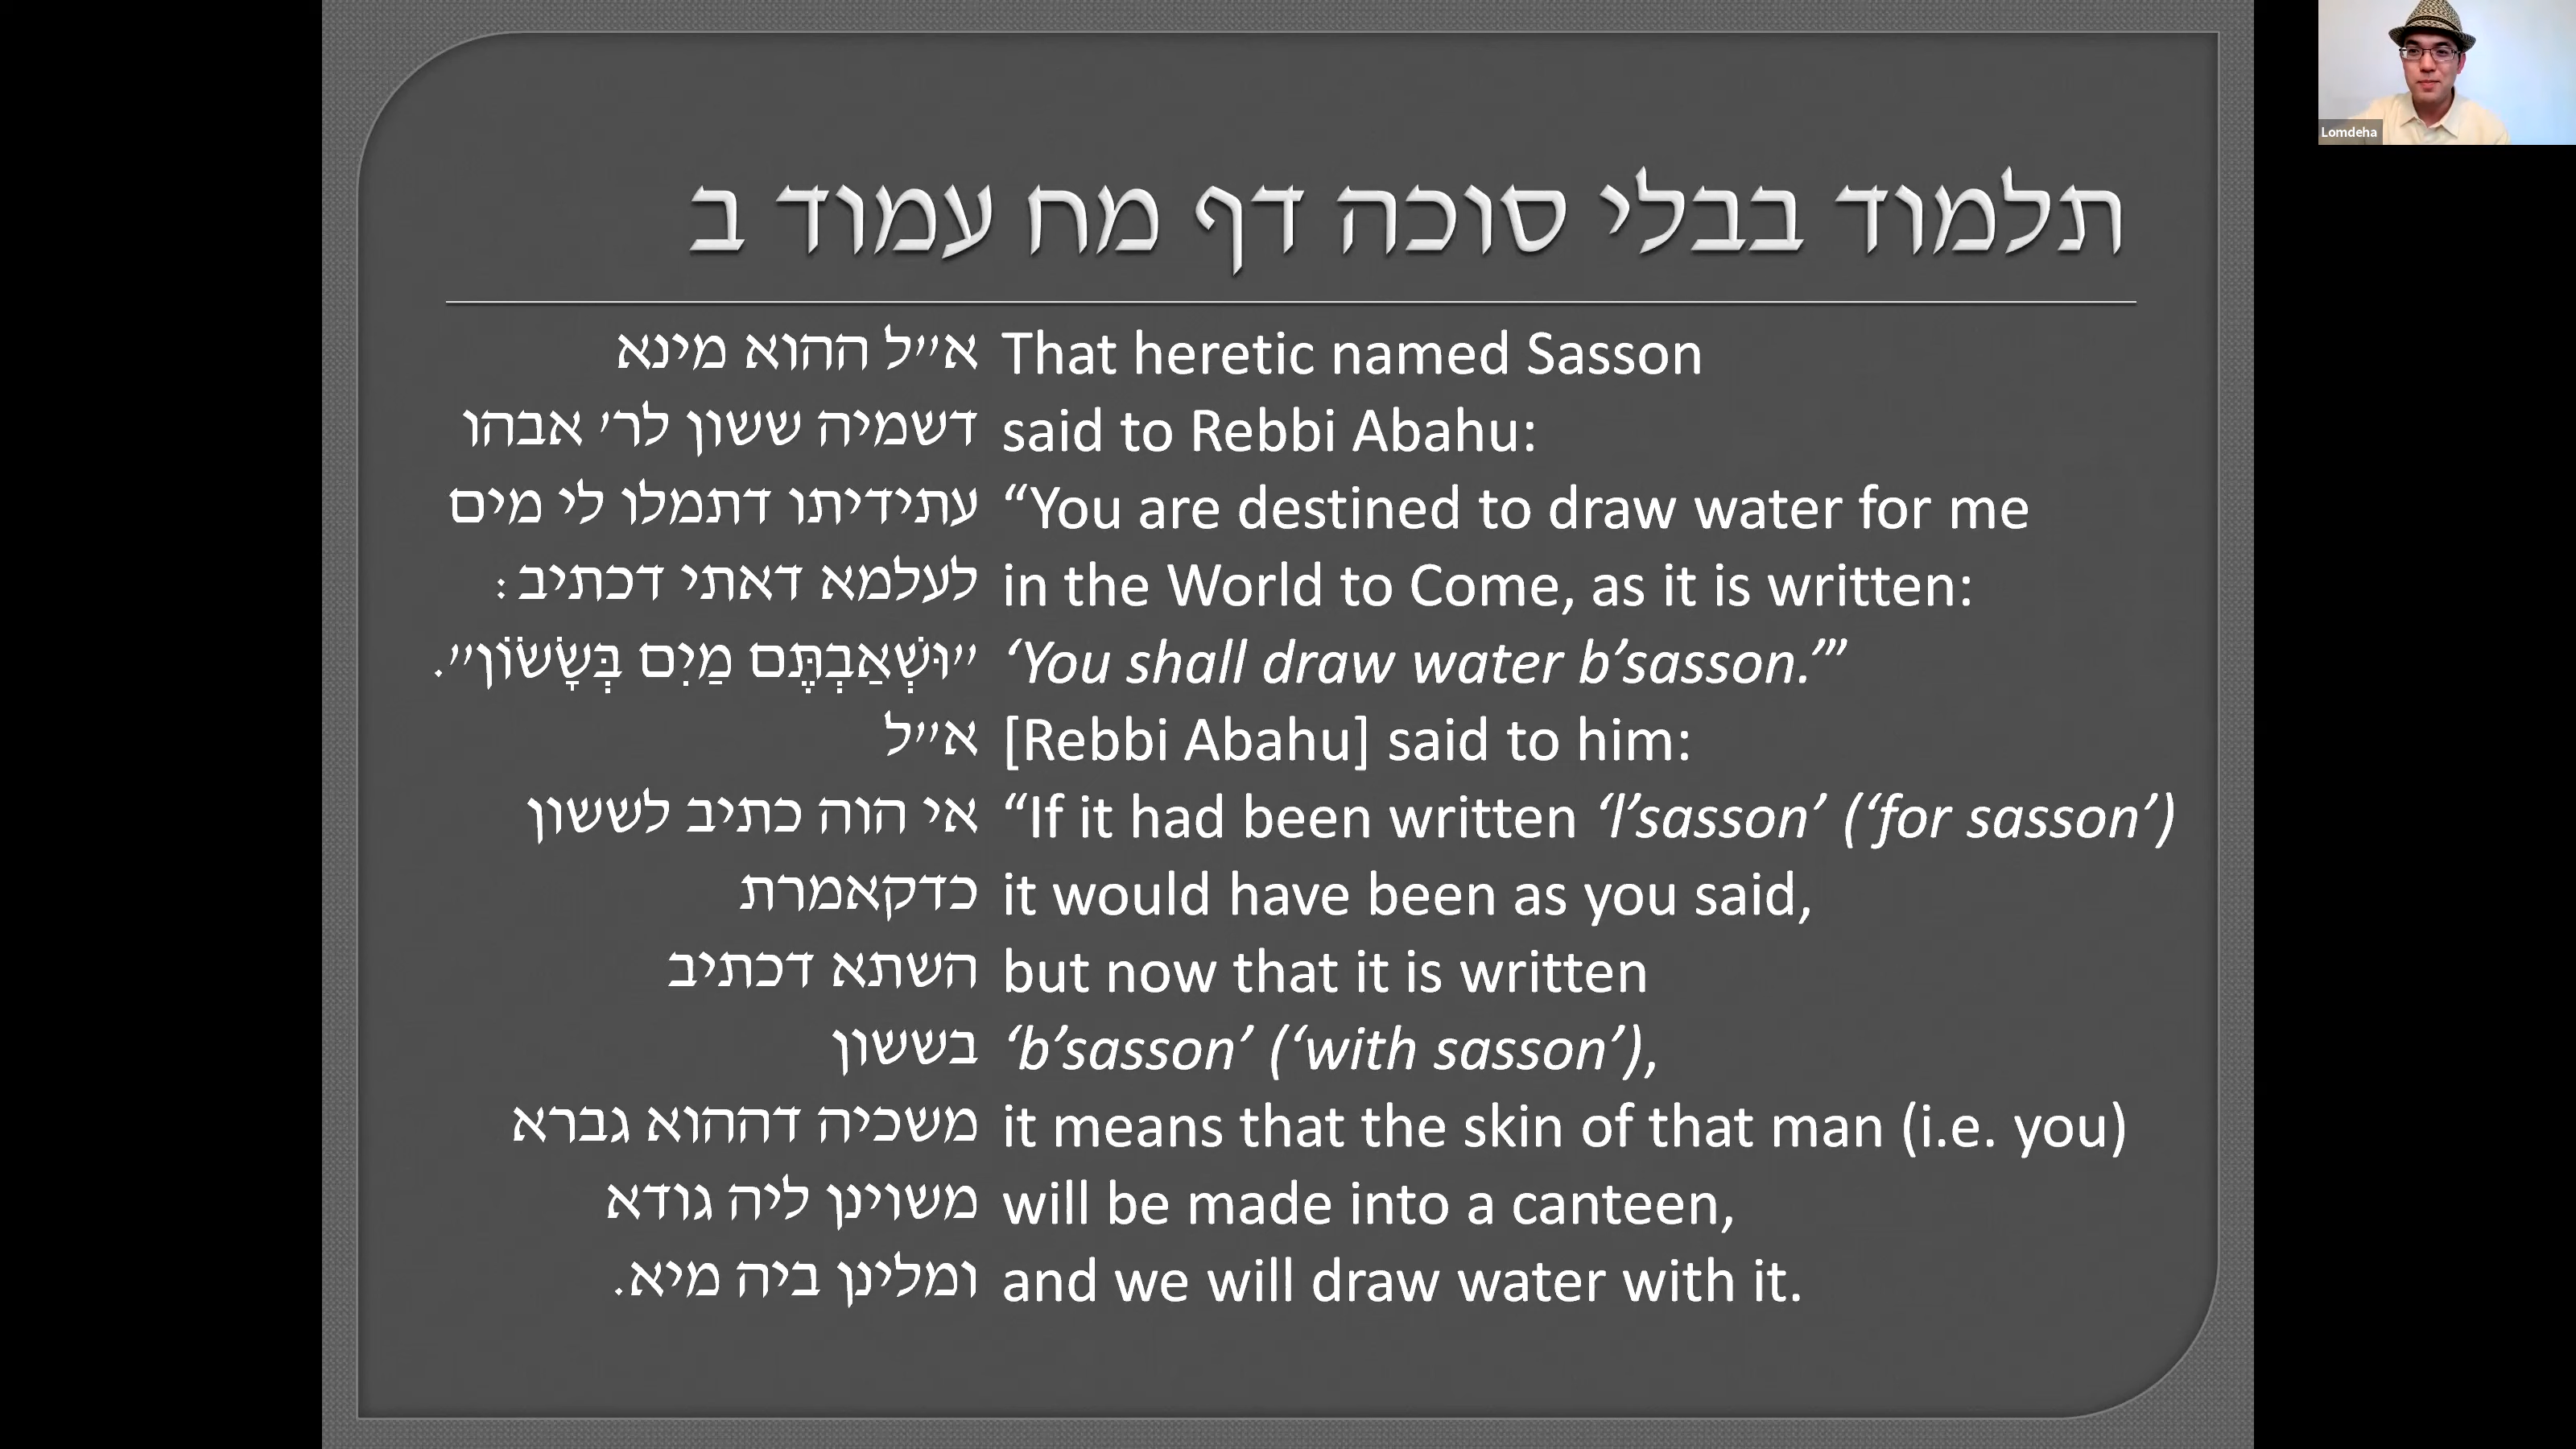 Lomdeha
תלמוד בבלי סוכה דף מח עמוד ב
א״ל ההוא מינא That heretic named Sasson
דשמיה ששון לר׳ אבהו said to Rebbi Abahu:
עתידיתו דתמלו לי מים “You are destined to draw water for me
לעלמא דאתי דכתיב: in the World to Come, as it is written:
״וּשְׁאַבְתֶּם מַיִם בְּשָׂשׂוֹן״. ‘You shall draw water b’sasson.’”
א״ל [Rebbi Abahu] said to him:
אי הוה כתיב לששון “If it had been written ‘l’sasson’ (‘for sasson’)
כדקאמרת it would have been as you said,
השתא דכתיב but now that it is written
בששון ‘b’sasson’ (‘with sasson’),
משכיה דההוא גברא it means that the skin of that man (i.e. you)
משוינן ליה גודא will be made into a canteen,
ומלינן ביה מיא. and we will draw water with it.